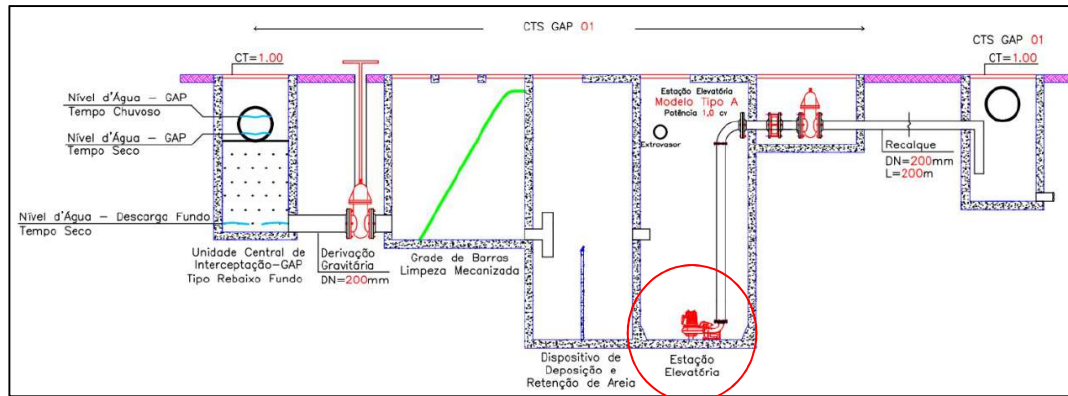 CTS GAP 01
CT=1.00
Nível d'Água - GAP
Tempo Chuvoso
Nível d'Água - GAP
Tempo Seco
Nível d'Água - Descarga Fundo
Tempo Seco
Unidade Central de
Interceptação-GAP
Tipo Rebaixo Fundo
Derivação
Gravitária
DN=200mm
Grade de Barras
Limpeza Mecanizada
Dispositivo de
Deposição e
Retenção de Areia
Estação Elevatória
Modelo Tipo A
Potência 1,0 cv
Extravasor
Estação
Elevatória
Recalque
DN=200mm
L=200m
CTS GAP 01
CT=1.00